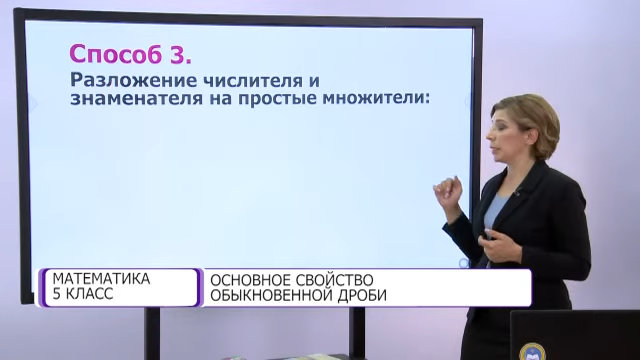 Способ 3.
Разложение числителя и
знаменателя на простые множители:
МАТЕМАТИКА
5 КЛАСС
ОСНОВНОЕ СВОЙСТВО
ОБЫКНОВЕННОЙ ДРОБИ